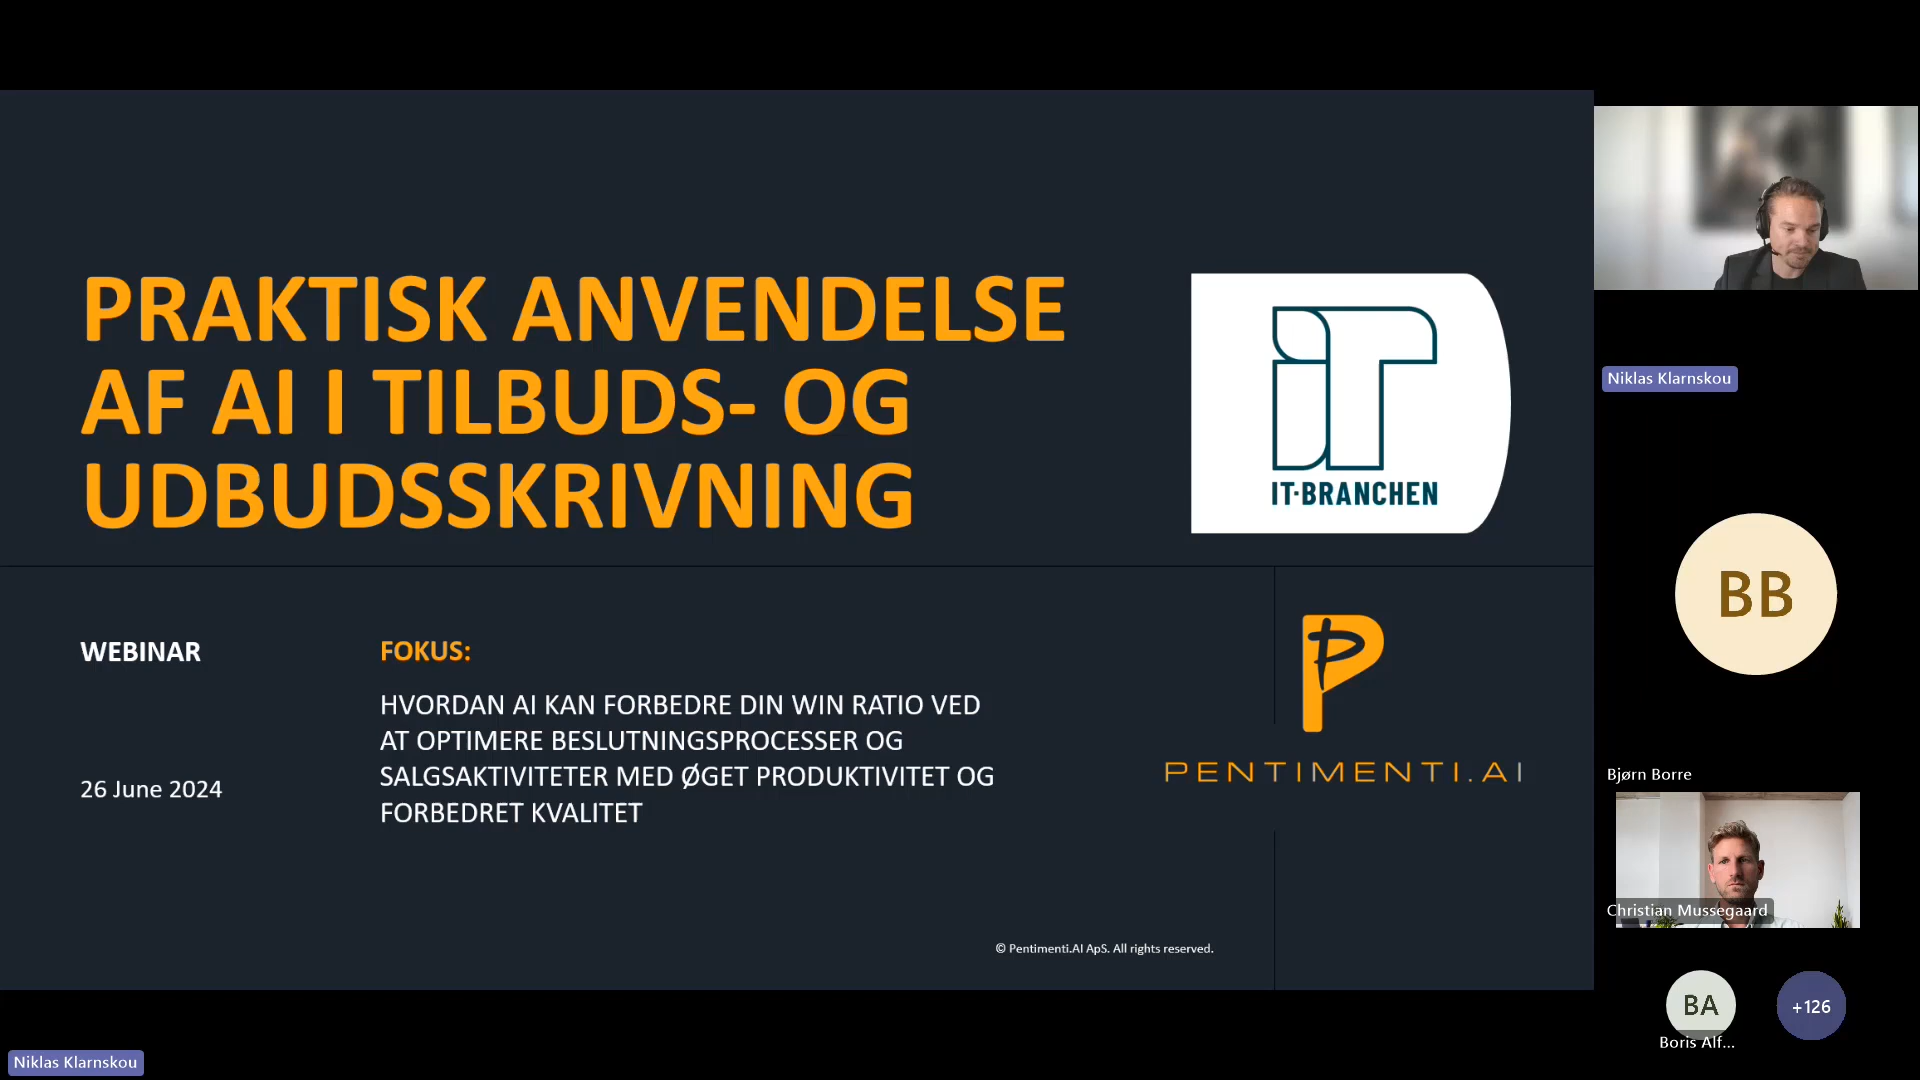 PRAKTISK ANVENDELSE
AF AI I TILBUDS- OG
UDBUDSSKRIVNING
IT
IT·BRANCHEN
WEBINAR
26 June 2024
FOKUS:
HVORDAN AI KAN FORBEDRE DIN WIN RATIO VED
AT OPTIMERE BESLUTNINGSPROCESSER OG
SALGSAKTIVITETER MED ØGET PRODUKTIVITET OG
FORBEDRET KVALITET
P
PENTIMENTI.AI
© Pentimenti.AI ApS. All rights reserved.
Niklas Klarnskou
BB
Bjørn Borre
Christian Mussegaard
BA
Boris Alf...
+126
Niklas Klarnskou